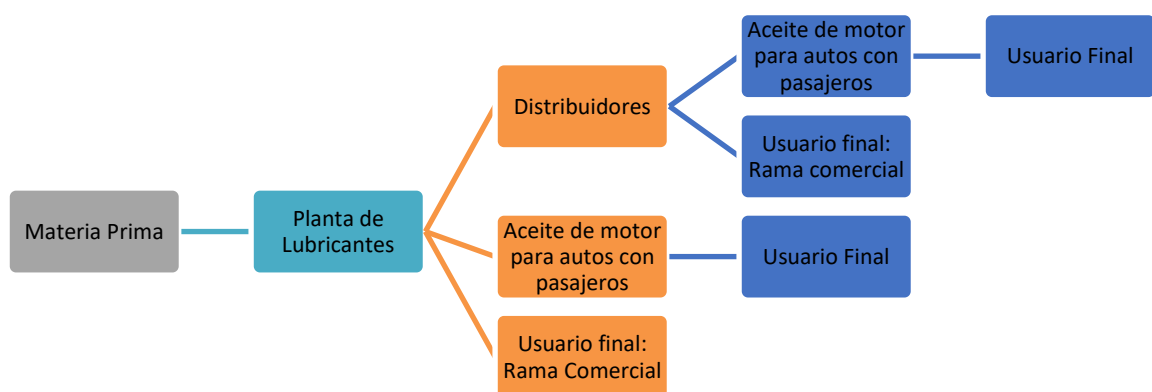 Aceite de motor
para autos con
pasajeros
Usuario Final
Distribuidores
Usuario final:
Rama comercial
Materia Prima
Planta de
Lubricantes
Aceite de motor
para autos con
pasajeros
Usuario Final
Usuario final:
Rama Comercial